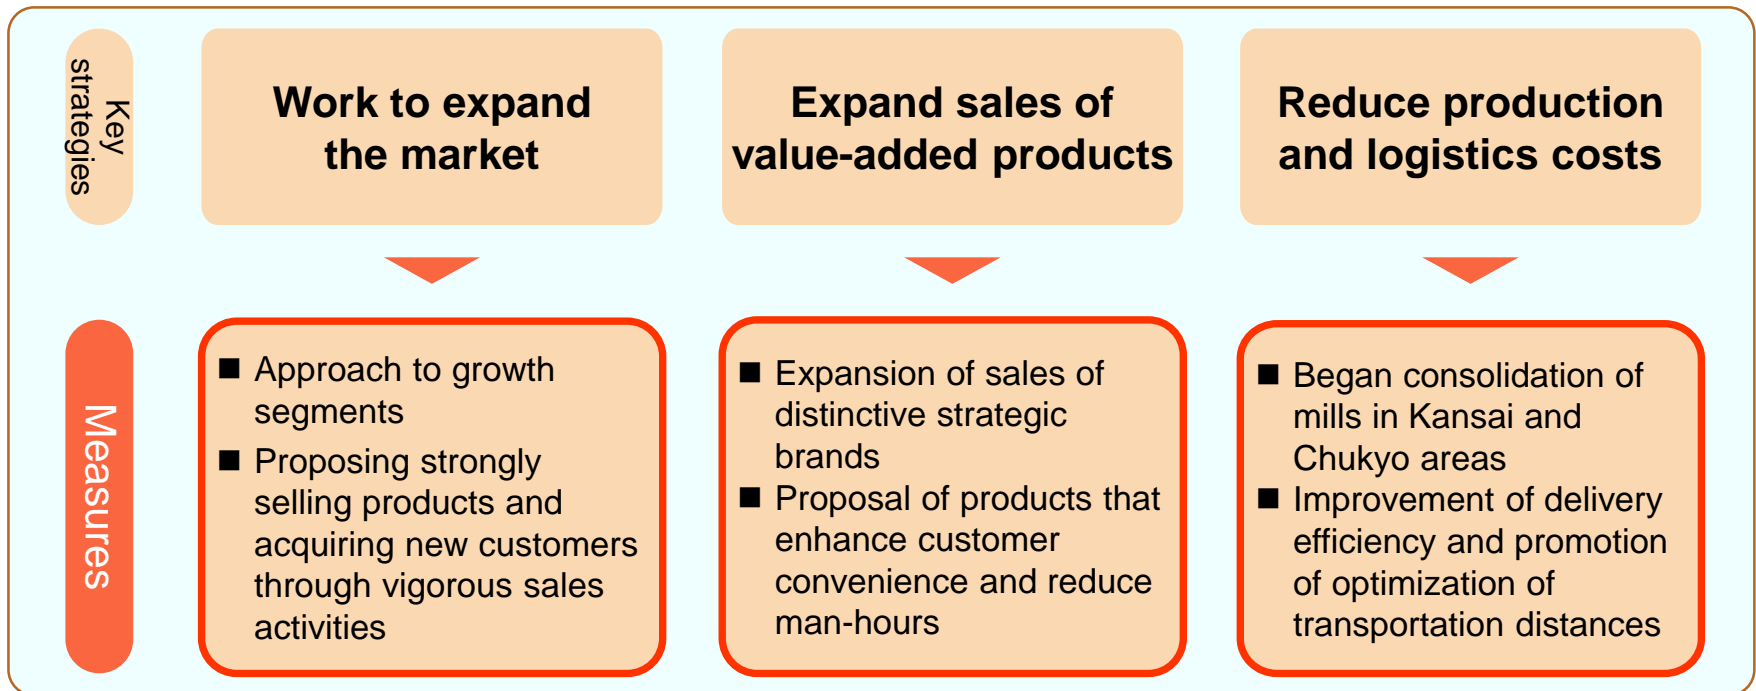 Key
strategies
Work to expand
the market
Expand sales of
value-added products
Reduce production
and logistics costs
Measures
■ Approach to growth
segments
■ Proposing strongly
selling products and
acquiring new customers
through vigorous sales
activities
■ Expansion of sales of
distinctive strategic
brands
■ Proposal of products that
enhance customer
convenience and reduce
man-hours
■ Began consolidation of
mills in Kansai and
Chukyo areas
■ Improvement of delivery
efficiency and promotion
of optimization of
transportation distances